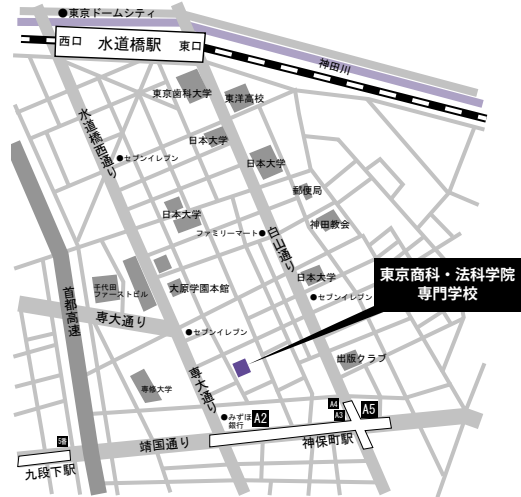 ●東京ドームシティ
西口 水道橋駅 東口
神田川
東京歯科大学
東洋高校
水道橋西通り
日本大学
●セブンイレブン
日本大学
郵便局
日本大学
神田教会
ファミリーマート●
白山通り
日本大学
東京商科・法科学院
専門学校
千代田
ファーストビル
大原学園本館
●セブンイレブン
首都高速
専大通り
●セブンイレブン
出版クラブ
専大通り
専修大学
●みずほ
銀行
A2
A4
A3
A5
神保町駅
靖国通り
5番
九段下駅